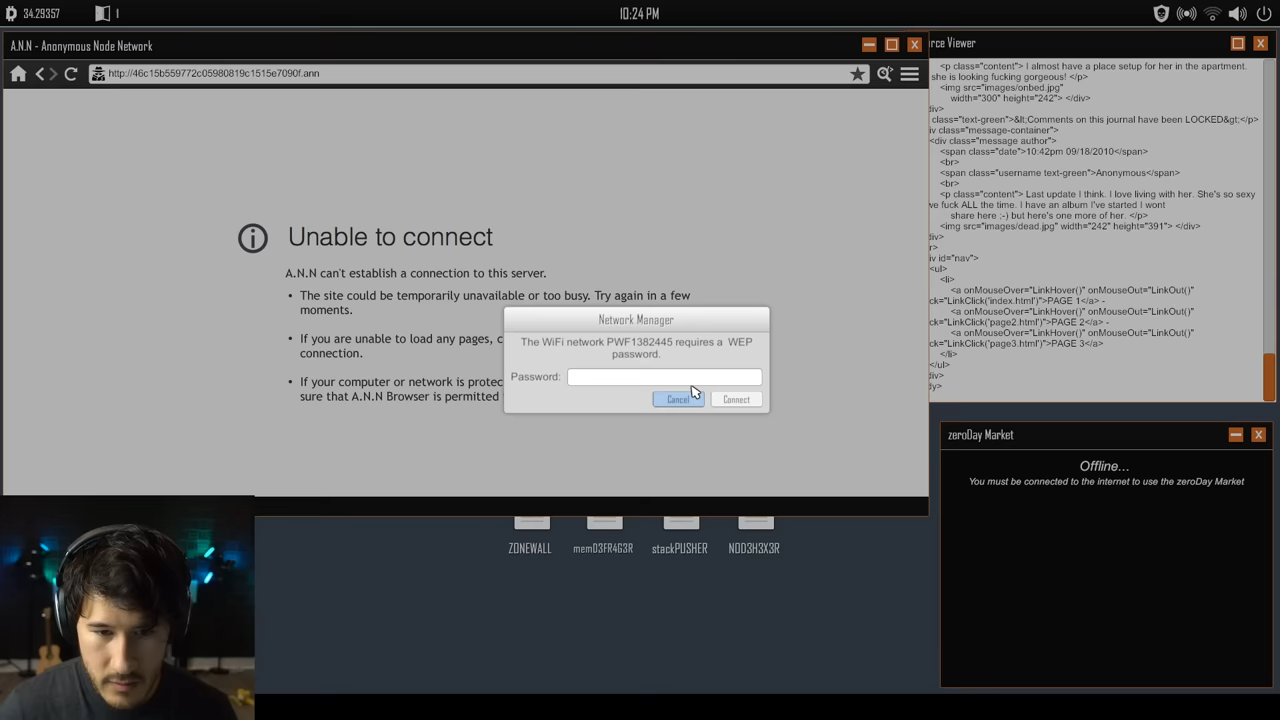 34.29357
1
10:24 PM
A.N.N - Anonymous Node Network
http://46c15b559772c05980819c1515e7090f.ann
Unable to connect
A.N.N can't establish a connection to this server.
• The site could be temporarily unavailable or too busy. Try again in a few
moments.
• If you are unable to load any pages, c
connection.
• If your computer or network is protec
sure that A.N.N Browser is permitted
Network Manager
The WiFi network PWF1382445 requires a WEP
password.
Password:
Cancel
Connect
rce Viewer
<p class="content"> I almost have a place setup for her in the apartment.
she is looking fucking gorgeous! </p>
<img src="images/onbed.jpg"
width="300" height="242"> </div>
div>
class="text-green">&lt;Comments on this journal have been LOCKED&gt;</p>
iv class="message-container">
<div class="message author">
<span class="date">10:42pm 09/18/2010</span>
<br>
<span class="username text-green">Anonymous</span>
<br>
<p class="content"> Last update I think. I love living with her. She's so sexy
we fuck ALL the time. I have an album I've started I wont
share here ;-) but here's one more of her. </p>
<img src="images/dead.jpg" width="242" height="391"> </div>
div>
r>
iv id="nav">
<ul>
<li>
<a onMouseOver="LinkHover()" onMouseOut="LinkOut()"
ick="LinkClick('index.html')">PAGE 1</a> -
<a onMouseOver="LinkHover()" onMouseOut="LinkOut()"
ick="LinkClick('page2.html')">PAGE 2</a> -
<a onMouseOver="LinkHover()" onMouseOut="LinkOut()"
ick="LinkClick('page3.html')">PAGE 3</a>
</li>
ul>
div>
dy>
zeroDay Market
Offline...
You must be connected to the internet to use the zeroDay Market
ZONEWALL
memD3FR4G3R
stackPUSHER
NOD3H3X3R